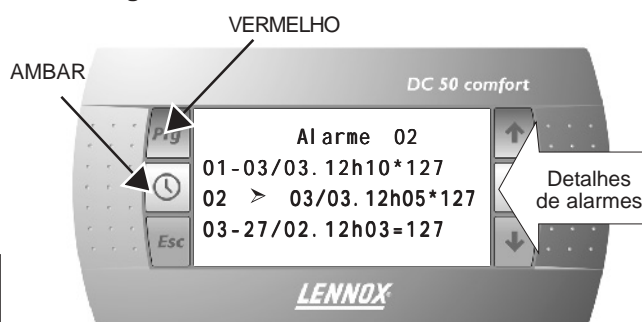 VERMELHO
AMBAR
DC 50 comfort
Prg
Alarme 02
01-03/03.12h10*127
02 > 03/03.12h05*127
03-27/02.12h03=127
Esc
Detalhes
de alarmes
LENNOX